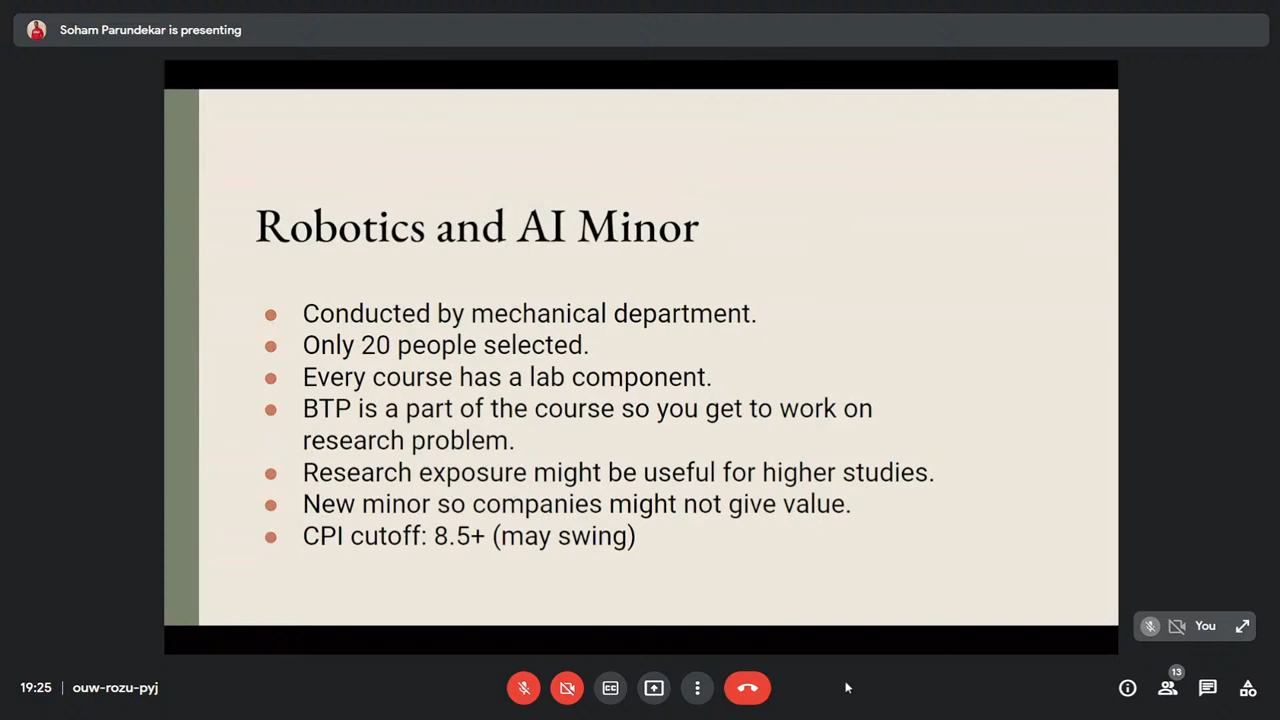 Soham Parundekar is presenting
Robotics and AI Minor
Conducted by mechanical department.
Only 20 people selected.
Every course has a lab component.
BTP is a part of the course so you get to work on
research problem.
Research exposure might be useful for higher studies.
New minor so companies might not give value.
CPI cutoff: 8.5+ (may swing)
You
19:25 | ouw-rozu-pyj
CC
13